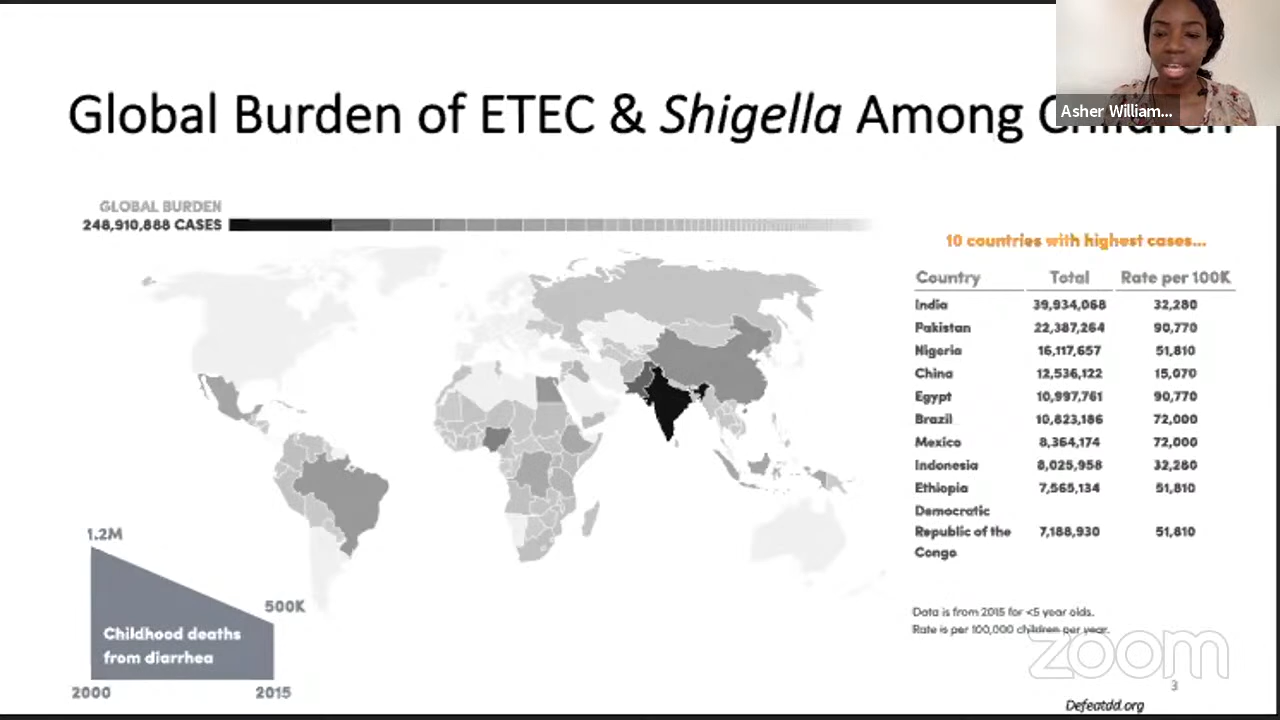 Global Burden of ETEC & Shigella Among Children
Asher William...
GLOBAL BURDEN
248,910,888 CASES
10 countries with highest cases...
Country Total Rate per 100K
India 39,934,068 32,280
Pakistan 22,387,264 90,770
Nigeria 16,117,657 51,810
China 12,536,122 15,070
Egypt 10,997,761 90,770
Brazil 10,823,186 72,000
Mexico 8,364,174 72,000
Indonesia 8,025,958 32,280
Ethiopia 7,565,134 51,810
Democratic
Republic of the 7,188,930 51,810
Congo
1.2M
500K
Childhood deaths
from diarrhea
2000 2015
Data is from 2015 for <5 year olds.
Rate is per 100,000 children per year.
zoom
3
Defeatdd.org